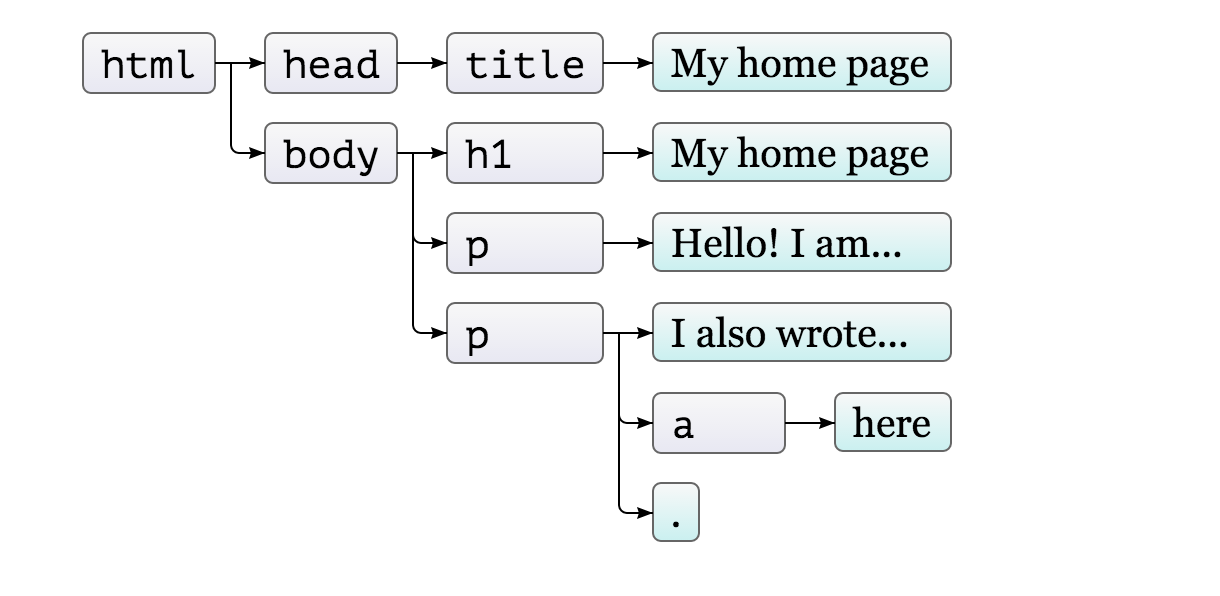 html head title My home page
body h1 My home page
p Hello! I am...
p I also wrote...
a here
.